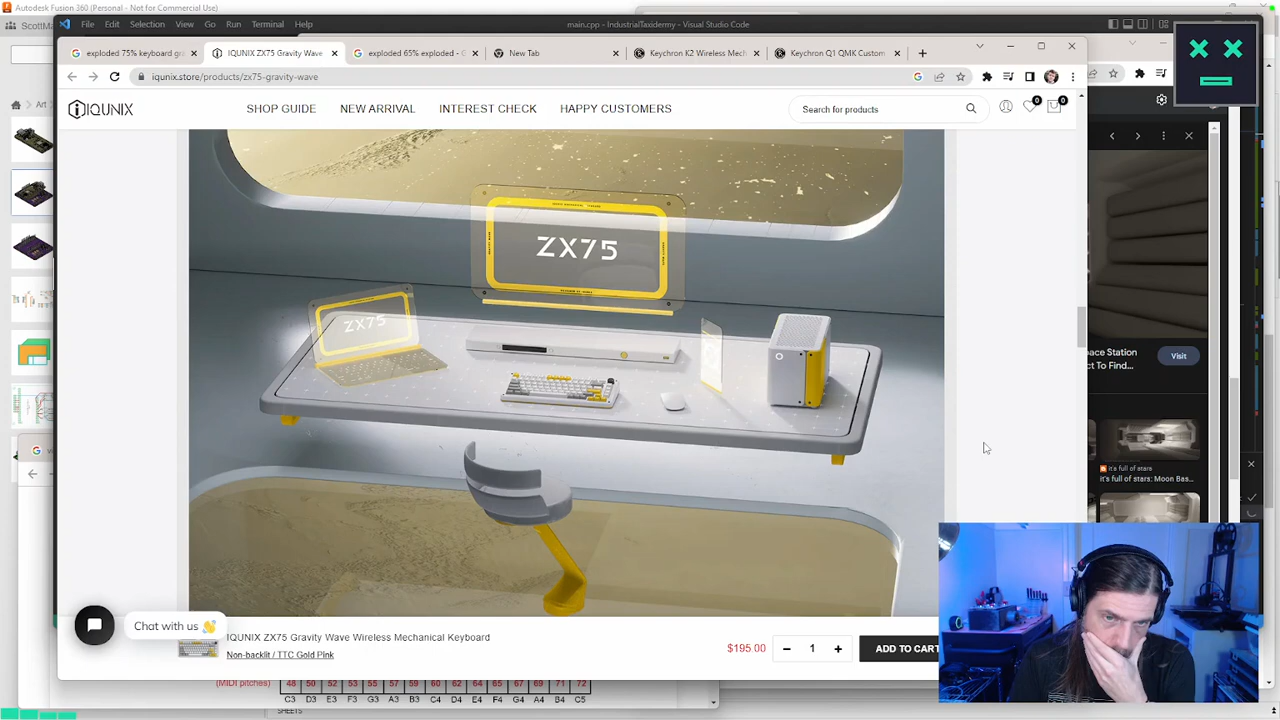 Autodesk Fusion 360 (Personal - Not for Commercial Use)
File Edit Selection View Go Run Terminal Help
main.cpp - IndustrialTaxidermy - Visual Studio Code
exploded 75% keyboard gr
IQUNIX ZX75 Gravity Wave
exploded 65% exploded - G
New Tab
Keychron K2 Wireless Mech
Keychron Q1 QMK Custom
iqunix.store/products/zx75-gravity-wave
IQUNIX
SHOP GUIDE
NEW ARRIVAL
INTEREST CHECK
HAPPY CUSTOMERS
Search for products
0
0
Art
ZX75
ZX75
ace Station
ct To Find...
Visit
it's full of stars
it's full of stars: Moon Bas...
Chat with us 👋
IQUNIX ZX75 Gravity Wave Wireless Mechanical Keyboard
Non-backlit / TTC Gold Pink
$195.00
1
ADD TO CART
(MIDI pitches) 48 50 52 53 55 57 59 60 62 64 65 67 69 71 72
C3 D3 E3 F3 G3 A3 B3 C4 D4 E4 F4 G4 A4 B4 C5
SHEETS